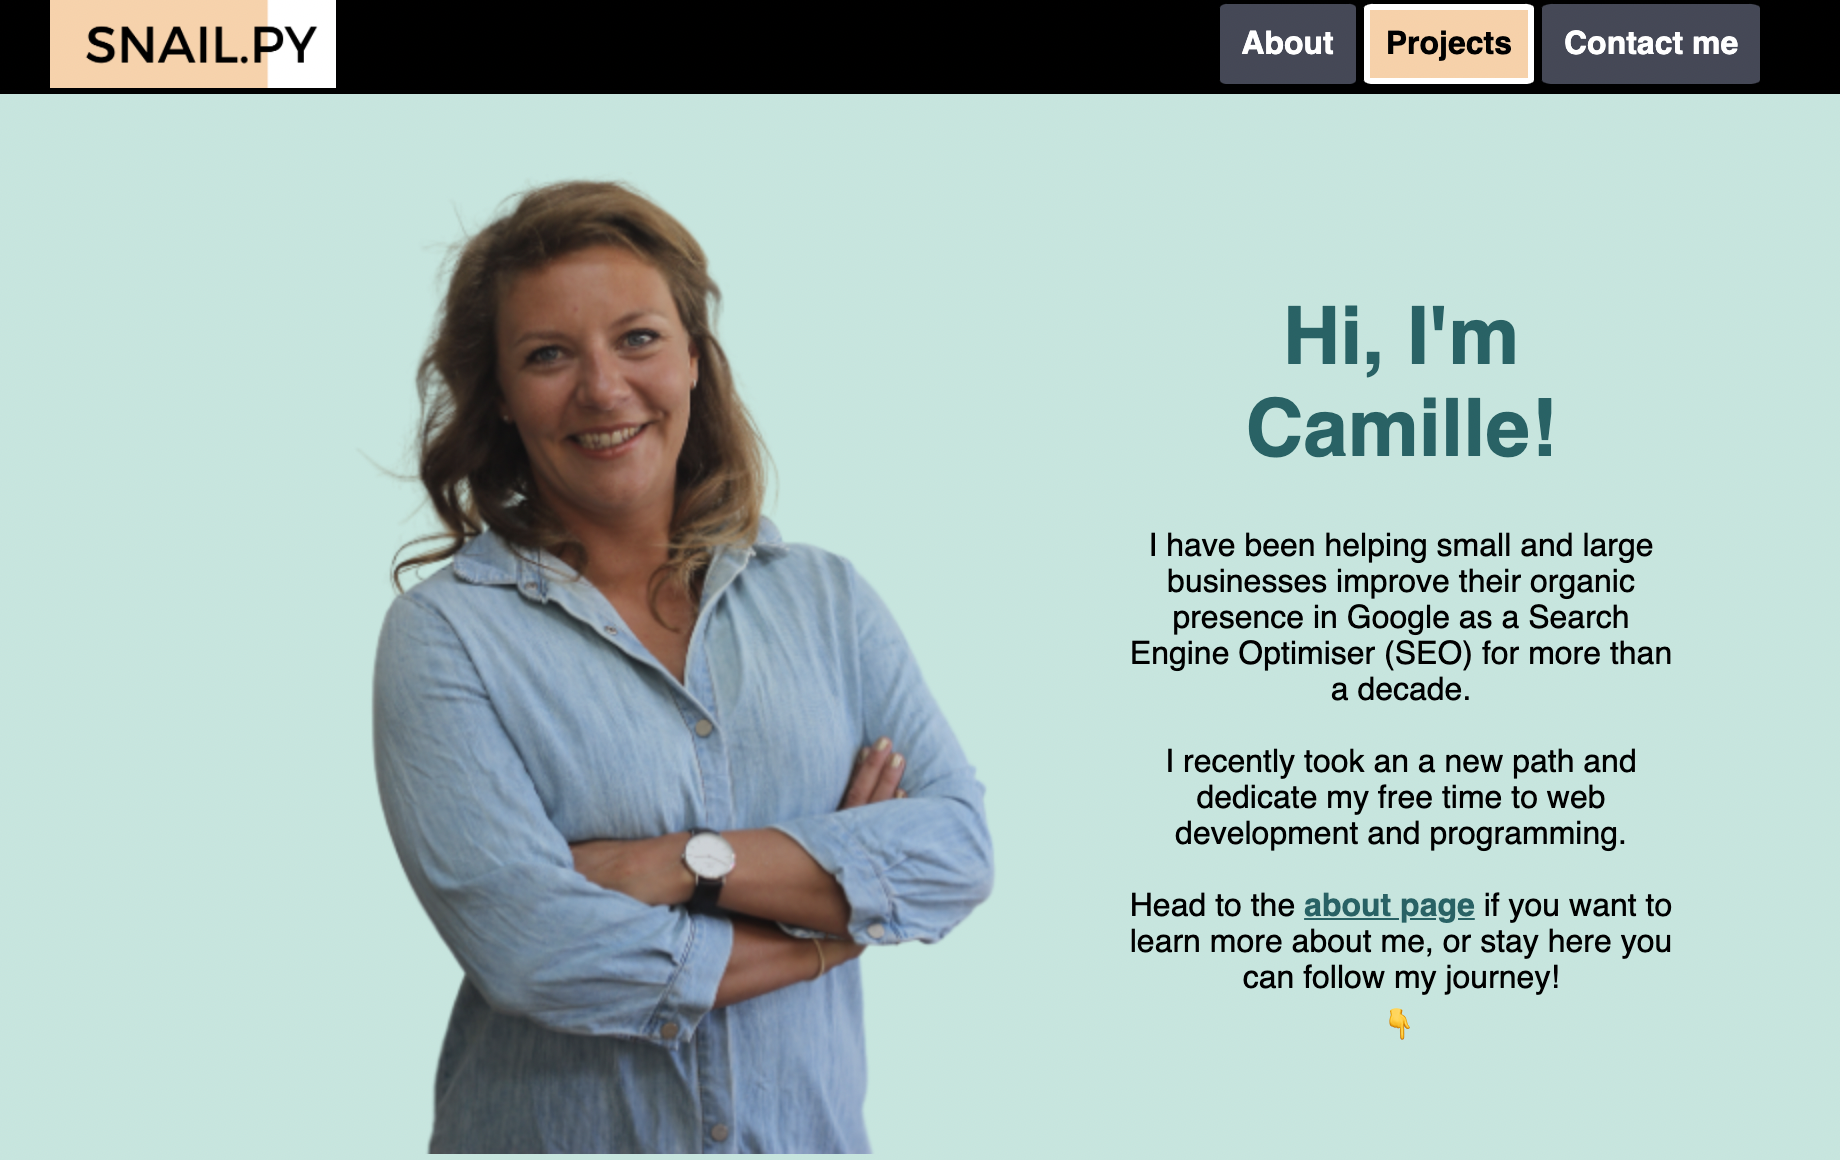 SNAIL.PY
About
Projects
Contact me
Hi, I'm
Camille!
I have been helping small and large
businesses improve their organic
presence in Google as a Search
Engine Optimiser (SEO) for more than
a decade.
I recently took an a new path and
dedicate my free time to web
development and programming.
Head to the about page if you want to
learn more about me, or stay here you
can follow my journey!
👇